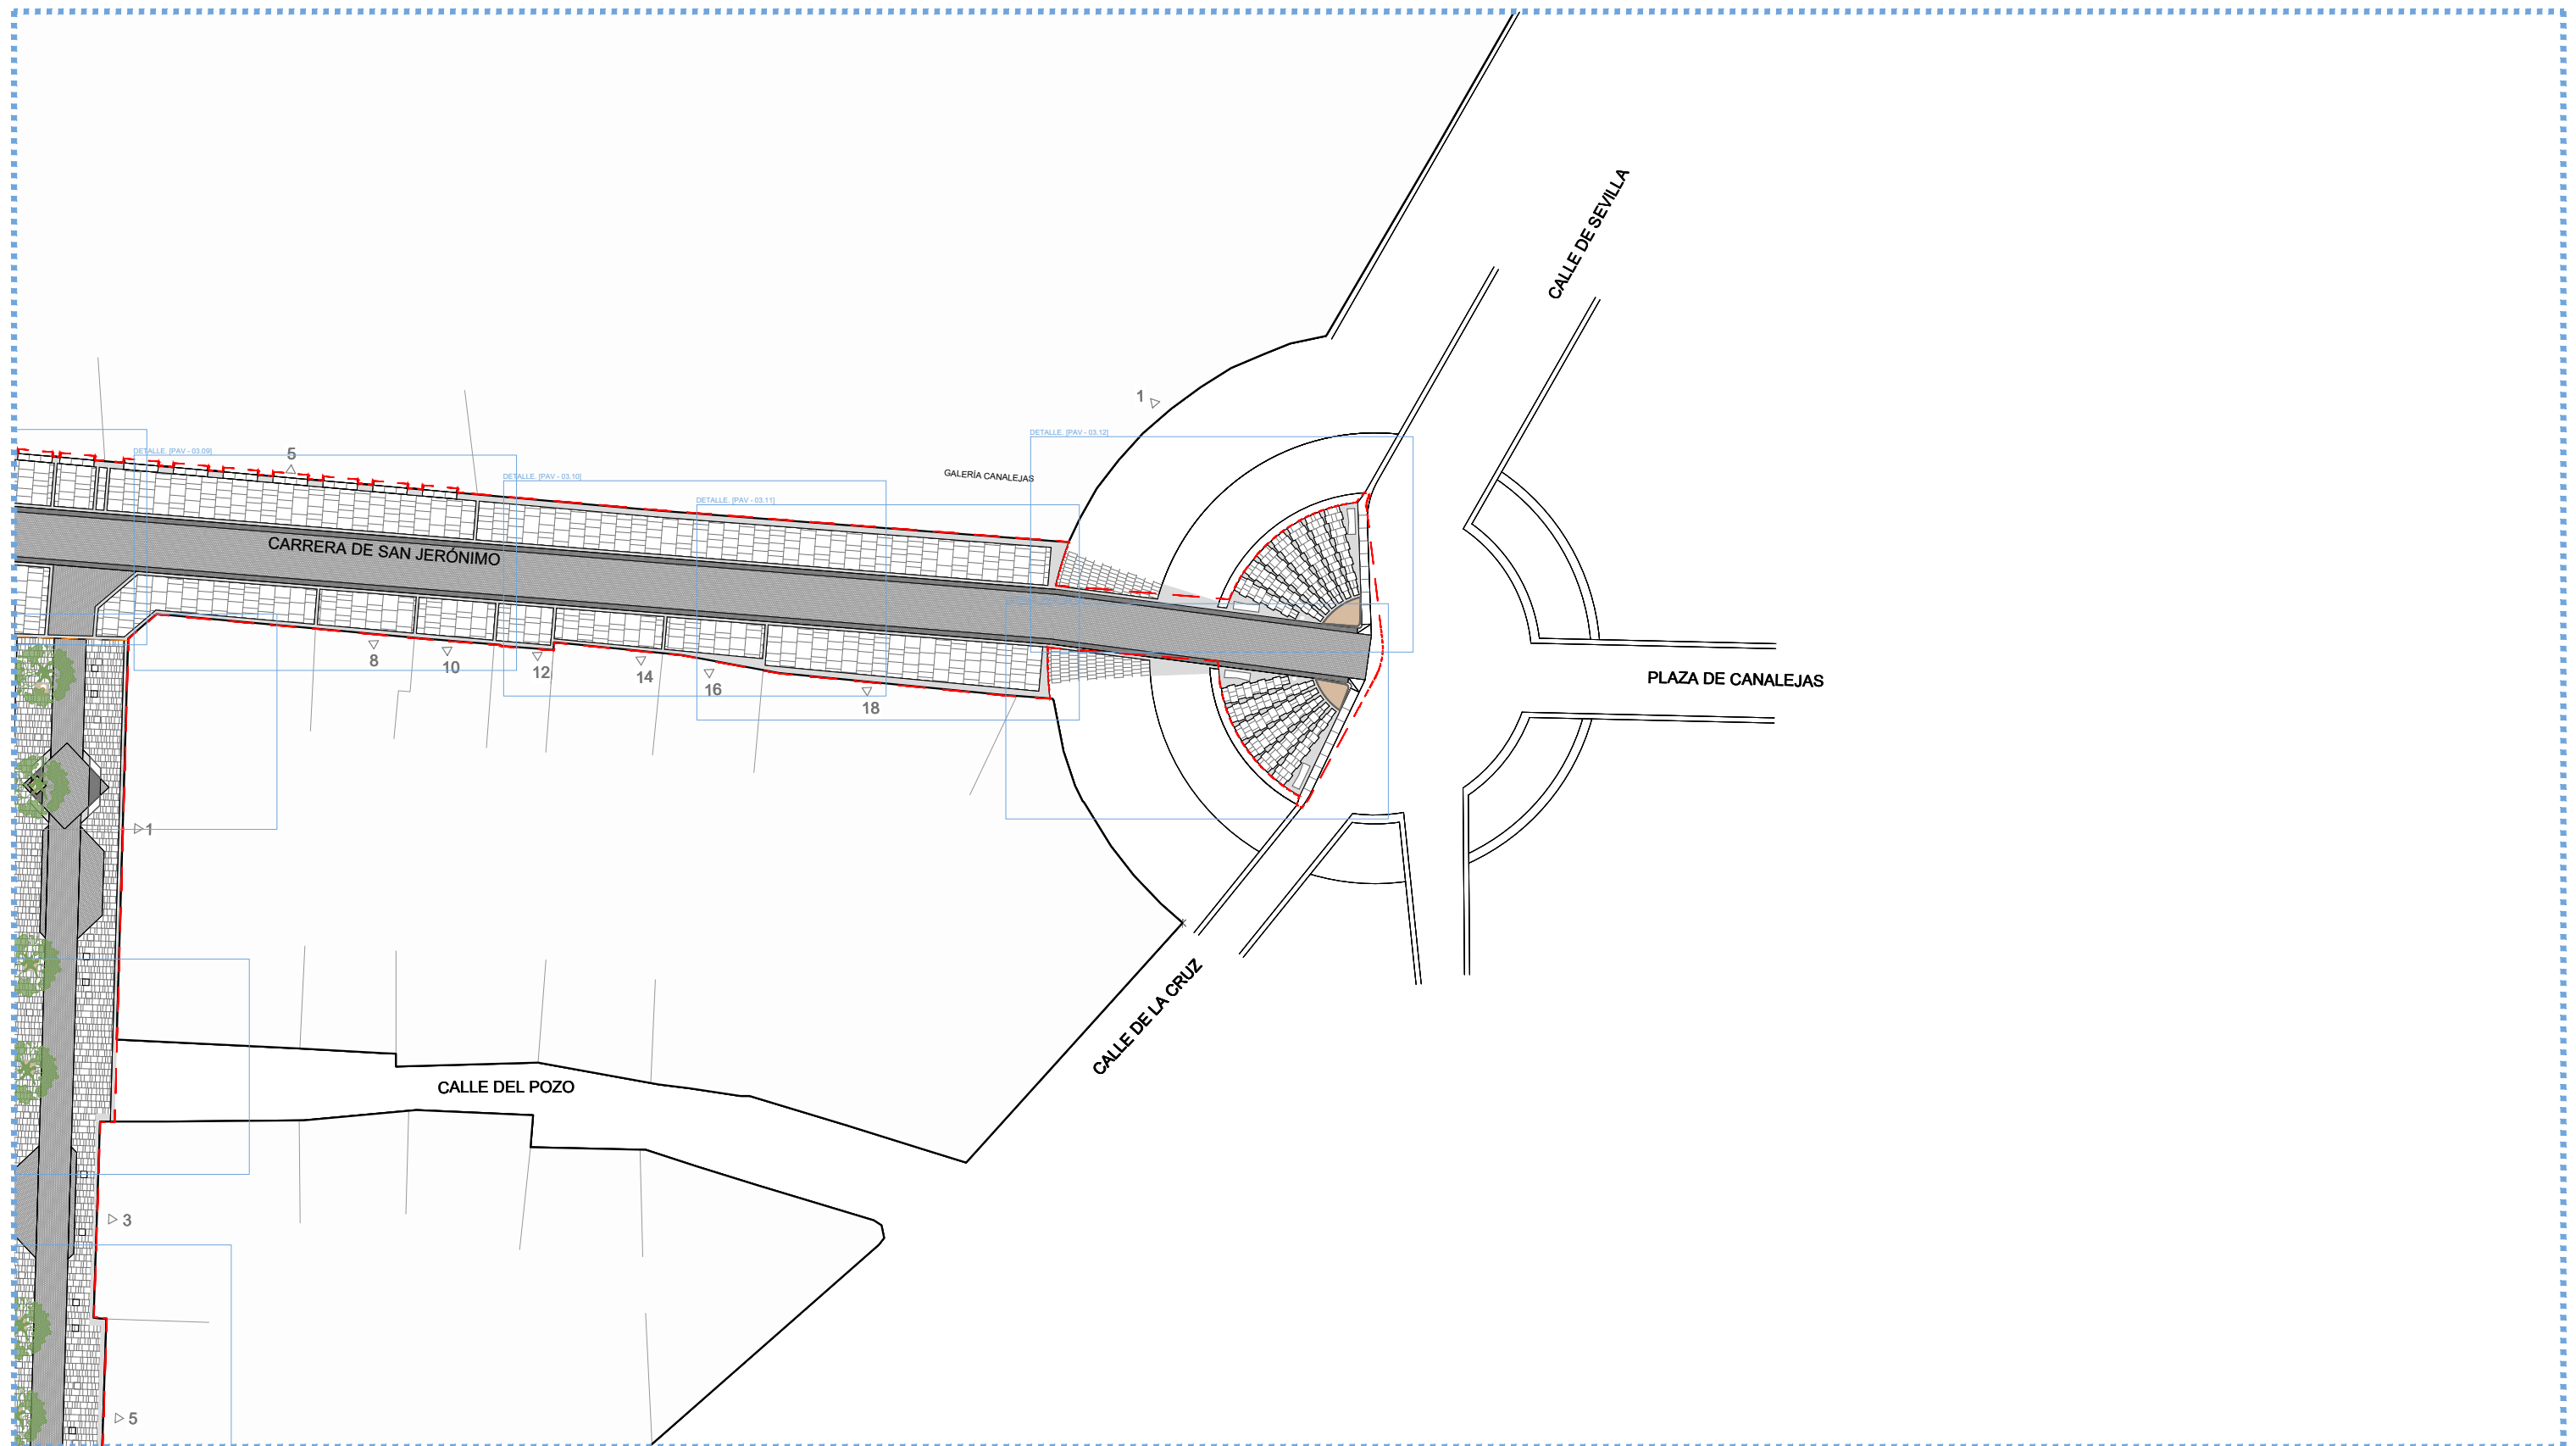 CALLE DE SEVILLA
1
DETALLE. [PAV - 03.12]
DETALLE. [PAV - 03.09]
5
GALERÍA CANALEJAS
DETALLE. [PAV - 03.10]
DETALLE. [PAV - 03.11]
CARRERA DE SAN JERÓNIMO
8
10
12
14
16
18
PLAZA DE CANALEJAS
1
CALLE DE LA CRUZ
CALLE DEL POZO
3
5